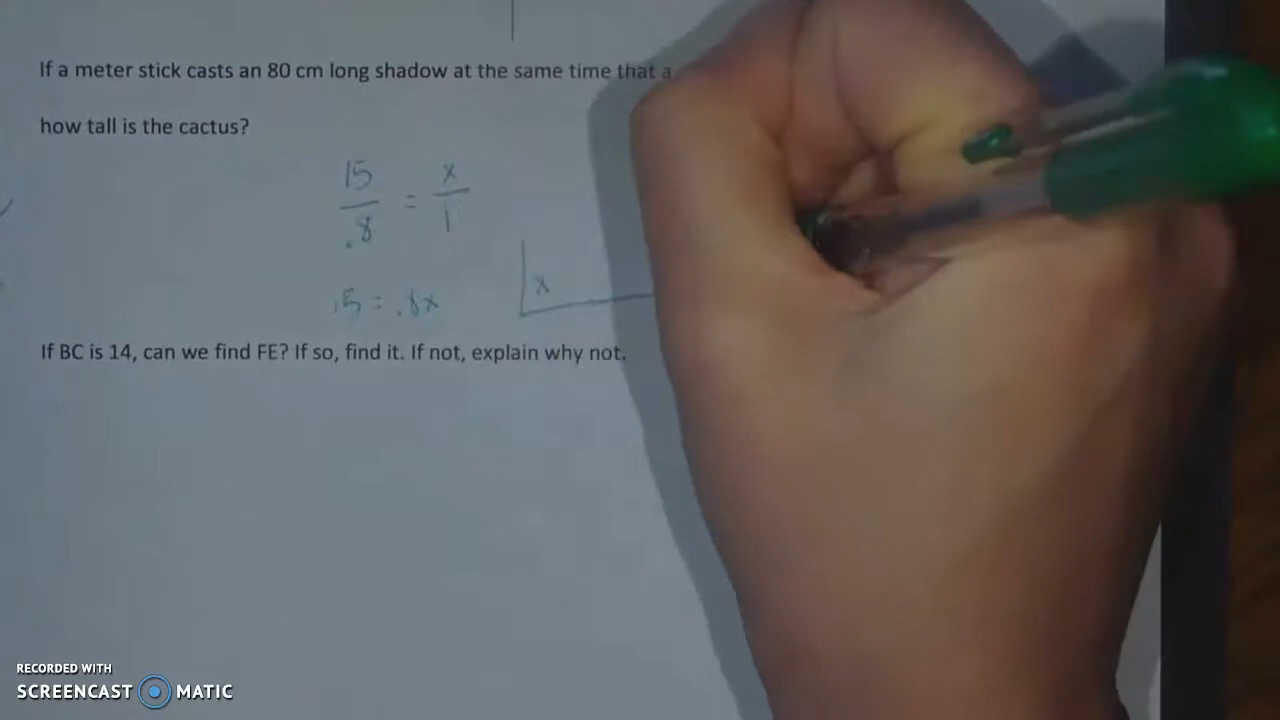 If a meter stick casts an 80 cm long shadow at the same time that a
how tall is the cactus?
15 = x
.8 1
15 = .8x
x
If BC is 14, can we find FE? If so, find it. If not, explain why not.
RECORDED WITH
SCREENCAST MATIC